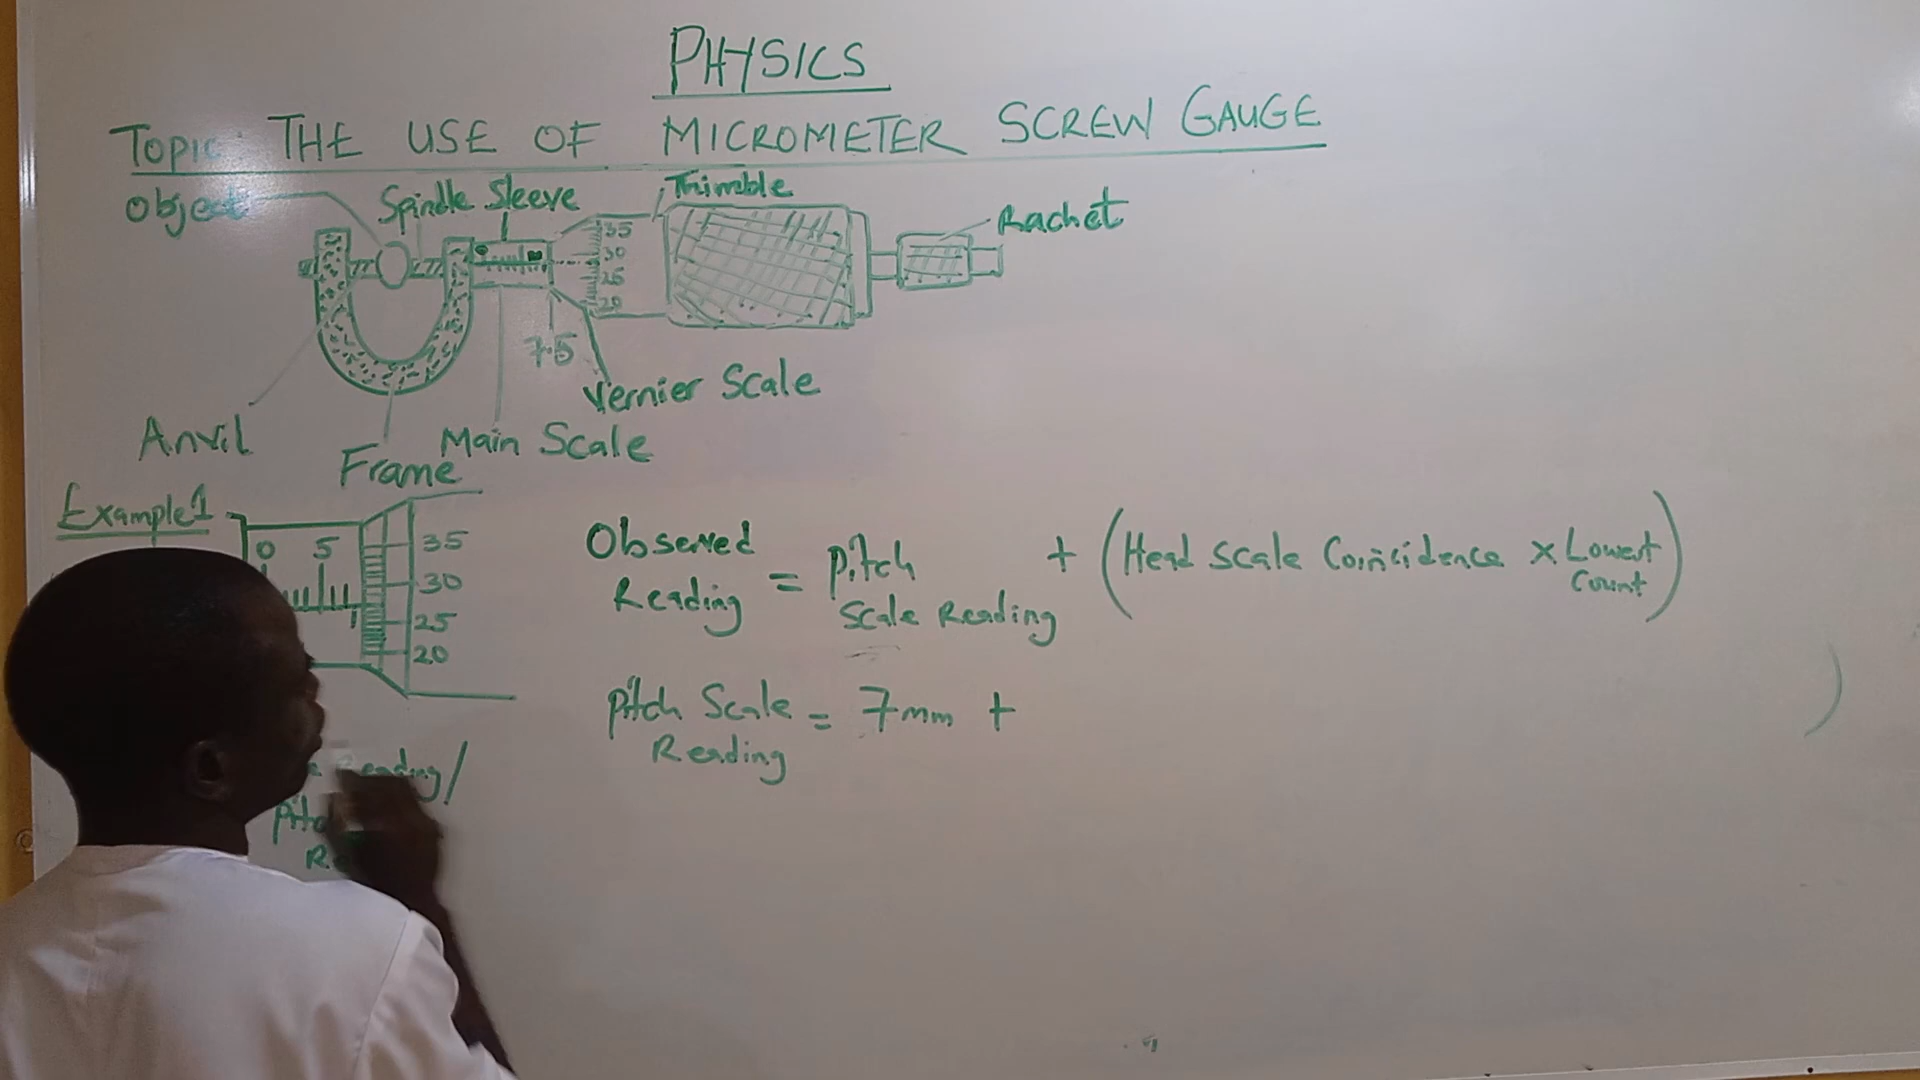 PHYSICS
Topic: THE USE OF MICROMETER SCREW GAUGE
Object Spindle Sleeve Thimble Rachet
0
35
30
25
20
7.5
Vernier Scale
Anvil Main Scale
Frame
Example 1
0 5
35
30
25
20
Observed Reading = Pitch Scale Reading + (Head Scale Coincidence × Lowest Count)
Pitch Scale Reading = 7mm +
Reading/
)